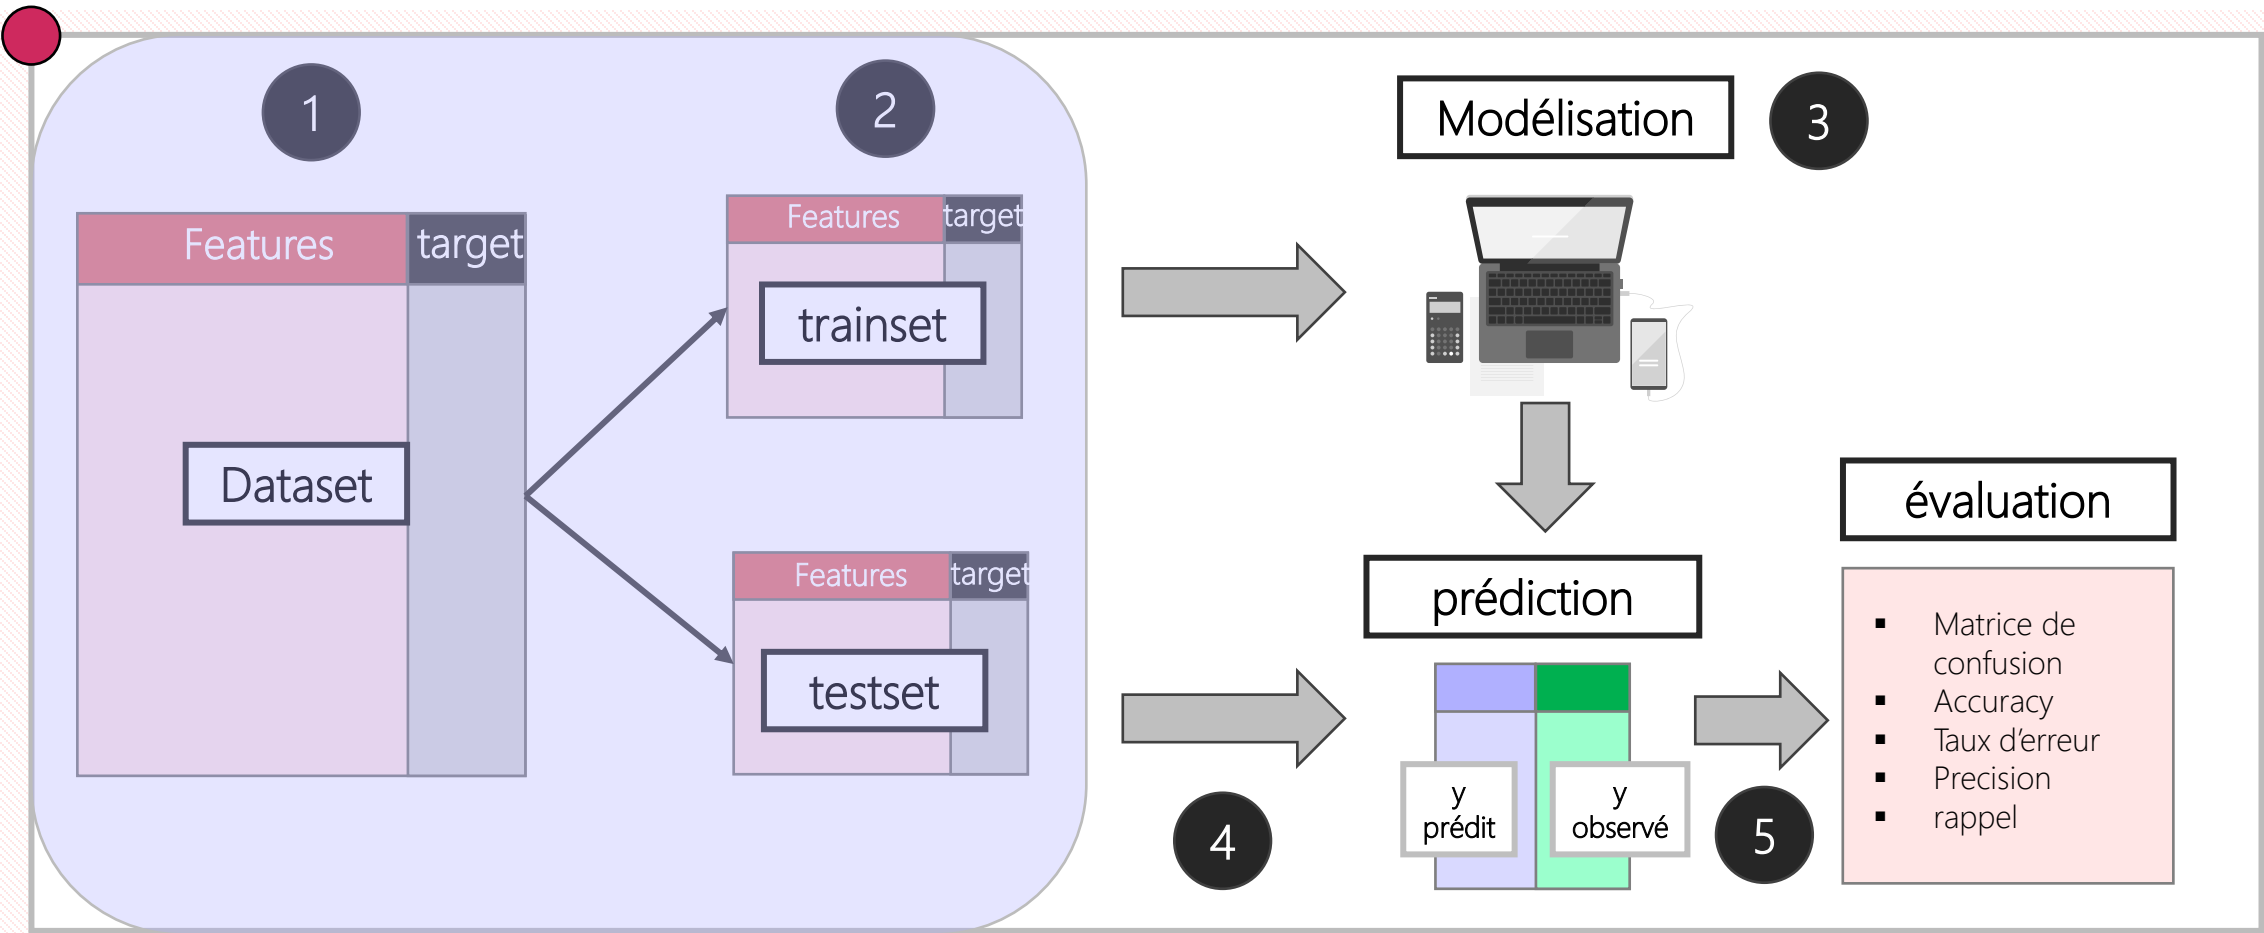 1
2
Modélisation
3
Features
target
Features
target
trainset
Dataset
Features
target
testset
prédiction
y
prédit
y
observé
4
5
évaluation
▪ Matrice de
confusion
▪ Accuracy
▪ Taux d'erreur
▪ Precision
▪ rappel